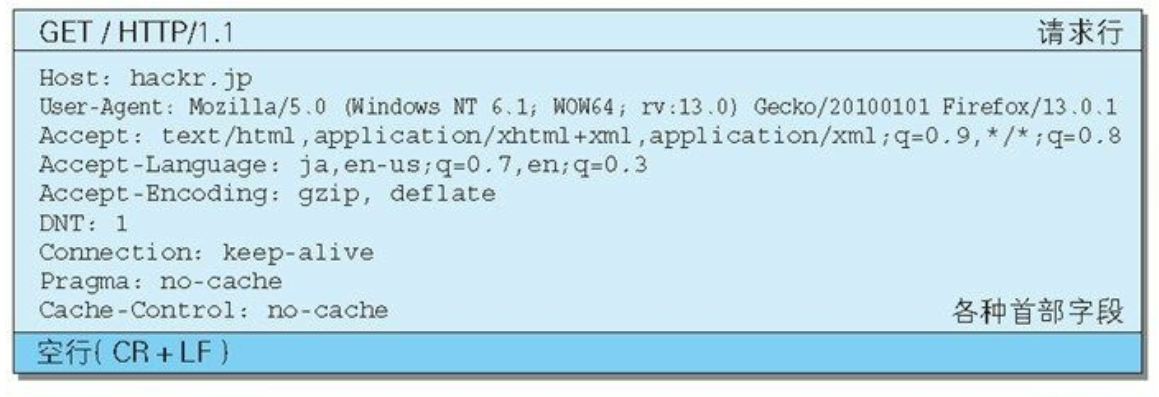 GET / HTTP/1.1 请求行
Host: hackr.jp
User-Agent: Mozilla/5.0 (Windows NT 6.1; WOW64; rv:13.0) Gecko/20100101 Firefox/13.0.1
Accept: text/html,application/xhtml+xml,application/xml;q=0.9,*/*;q=0.8
Accept-Language: ja,en-us;q=0.7,en;q=0.3
Accept-Encoding: gzip, deflate
DNT: 1
Connection: keep-alive
Pragma: no-cache
Cache-Control: no-cache 各种首部字段
空行( CR + LF )